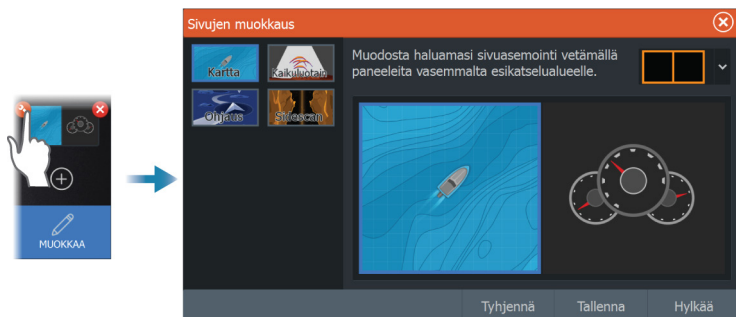 Sivujen muokkaus
Kartta
Kaikuluotain
Ohjaus
Sidescan
Muodosta haluamasi sivuasemointi vetämällä
paneeleita vasemmalta esikatselualueelle.
MUOKKAA
Tyhjennä
Tallenna
Hylkää